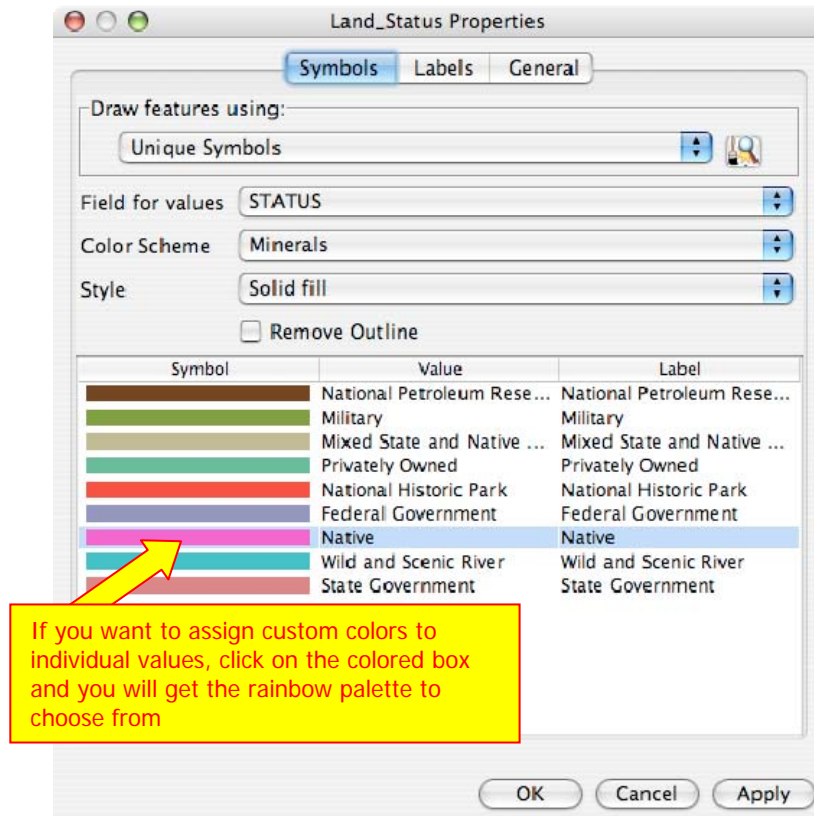 Land_Status Properties
Symbols Labels General
Draw features using:
Unique Symbols
Field for values STATUS
Color Scheme Minerals
Style Solid fill
Remove Outline
Symbol Value Label
National Petroleum Rese... National Petroleum Rese...
Military Military
Mixed State and Native ... Mixed State and Native ...
Privately Owned Privately Owned
National Historic Park National Historic Park
Federal Government Federal Government
Native Native
Wild and Scenic River Wild and Scenic River
State Government State Government
If you want to assign custom colors to
individual values, click on the colored box
and you will get the rainbow palette to
choose from
OK Cancel Apply